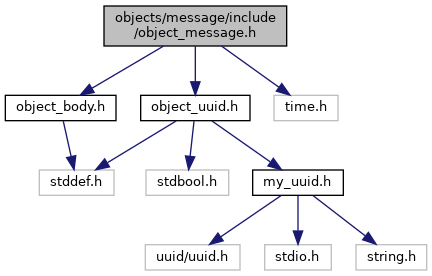 objects/message/include
/object_message.h
object_body.h
object_uuid.h
time.h
stddef.h
stdbool.h
my_uuid.h
uuid/uuid.h
stdio.h
string.h